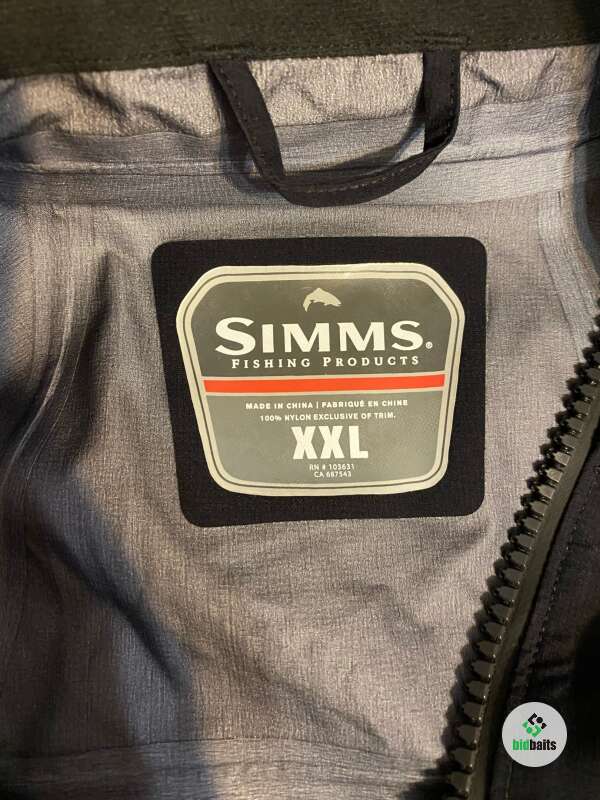 SIMMS®
FISHING PRODUCTS
MADE IN CHINA | FABRIQUÉ EN CHINE
100% NYLON EXCLUSIVE OF TRIM.
XXL
RN # 103631
CA 687543
bidbaits